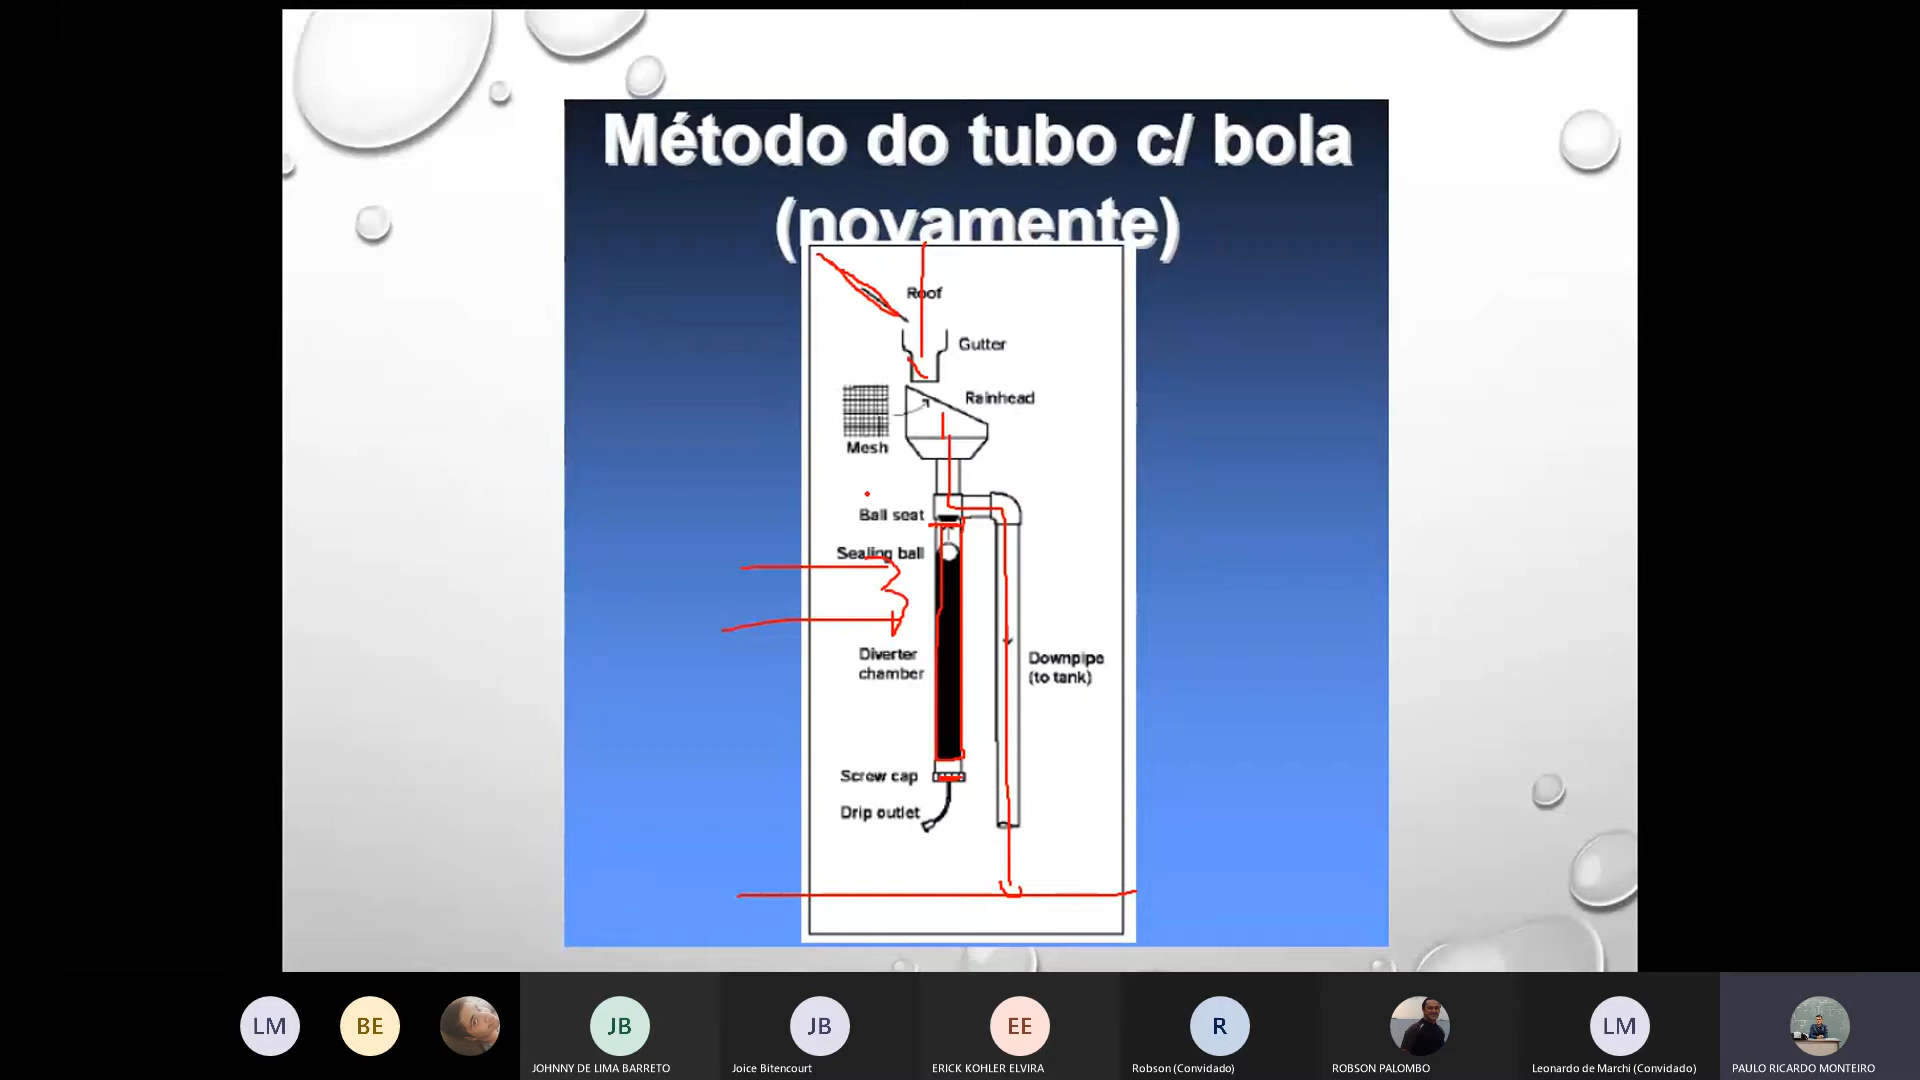 Método do tubo c/ bola
(novamente)
Roof
Gutter
Rainhead
Mesh
Ball seat
Sealing ball
Diverter
chamber
Downpipe
(to tank)
Screw cap
Drip outlet
LM
BE
JB
JB
EE
R
LM
JOHNNY DE LIMA BARRETO
Joice Bitencourt
ERICK KOHLER ELVIRA
Robson (Convidado)
ROBSON PALOMBO
Leonardo de Marchi (Convidado)
PAULO RICARDO MONTEIRO